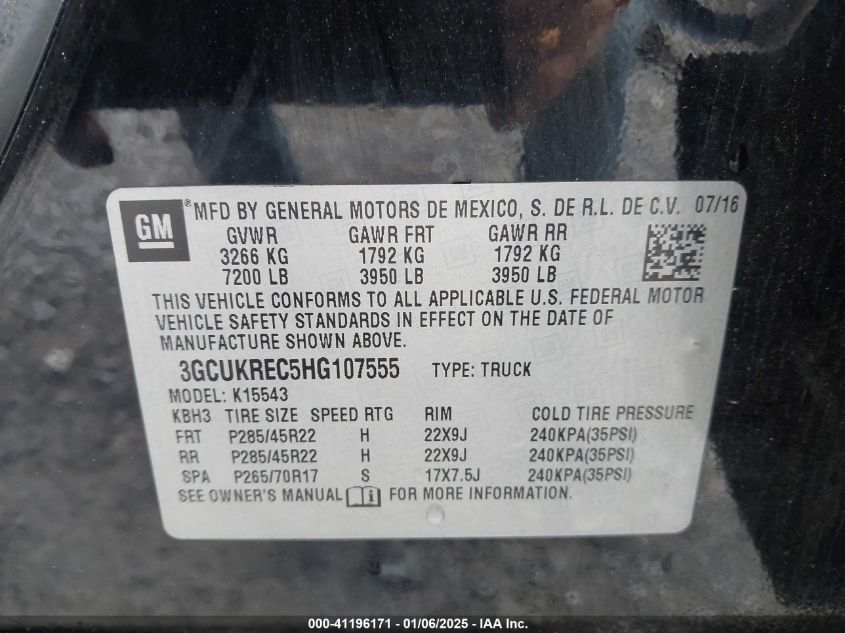 GM ® MFD BY GENERAL MOTORS DE MEXICO, S. DE R.L. DE C.V. 07/16
GVWR GAWR FRT GAWR RR
3266 KG 1792 KG 1792 KG
7200 LB 3950 LB 3950 LB
THIS VEHICLE CONFORMS TO ALL APPLICABLE U.S. FEDERAL MOTOR
VEHICLE SAFETY STANDARDS IN EFFECT ON THE DATE OF
MANUFACTURE SHOWN ABOVE.
3GCUKREC5HG107555 TYPE: TRUCK
MODEL: K15543
KBH3 TIRE SIZE SPEED RTG RIM COLD TIRE PRESSURE
FRT P285/45R22 H 22X9J 240KPA(35PSI)
RR P285/45R22 H 22X9J 240KPA(35PSI)
SPA P265/70R17 S 17X7.5J 240KPA(35PSI)
SEE OWNER'S MANUAL FOR MORE INFORMATION.
000-41196171 - 01/06/2025 - IAA Inc.